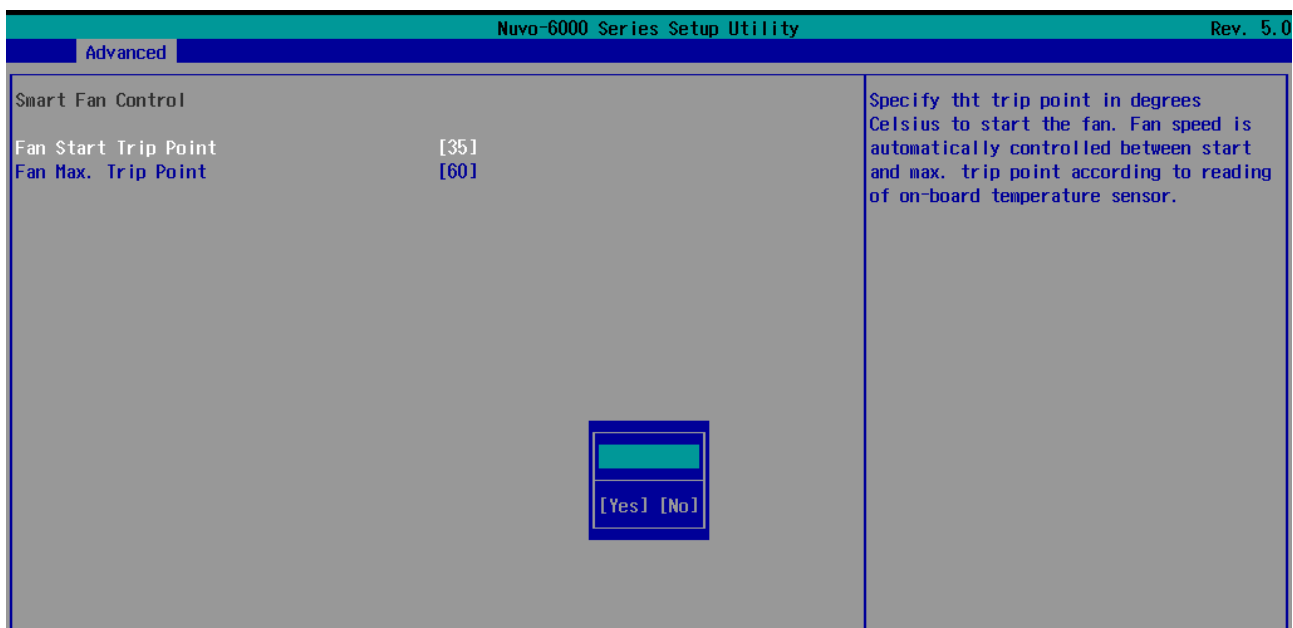 Nuvo-6000 Series Setup Utility
Rev. 5.0
Advanced
Smart Fan Control
Fan Start Trip Point [35]
Fan Max. Trip Point [60]
Specify tht trip point in degrees
Celsius to start the fan. Fan speed is
automatically controlled between start
and max. trip point according to reading
of on-board temperature sensor.
[Yes] [No]